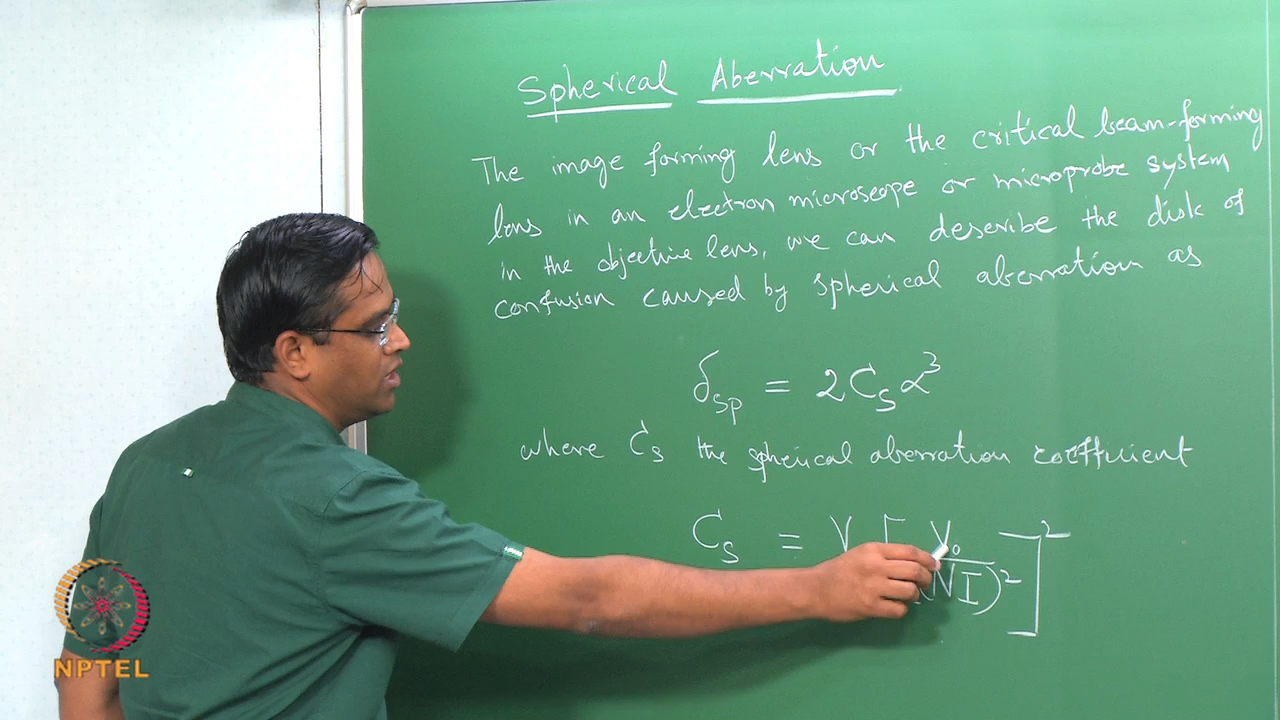 Spherical Aberration
The image forming lens or the critical beam-forming
lens in an electron microscope or microprobe system
in the objective lens, we can describe the disk of
confusion caused by spherical aberration as
δsp = 2 Cs α³
where Cs the spherical aberration coefficient
Cs = [V₀ / (NI)²]²
NPTEL